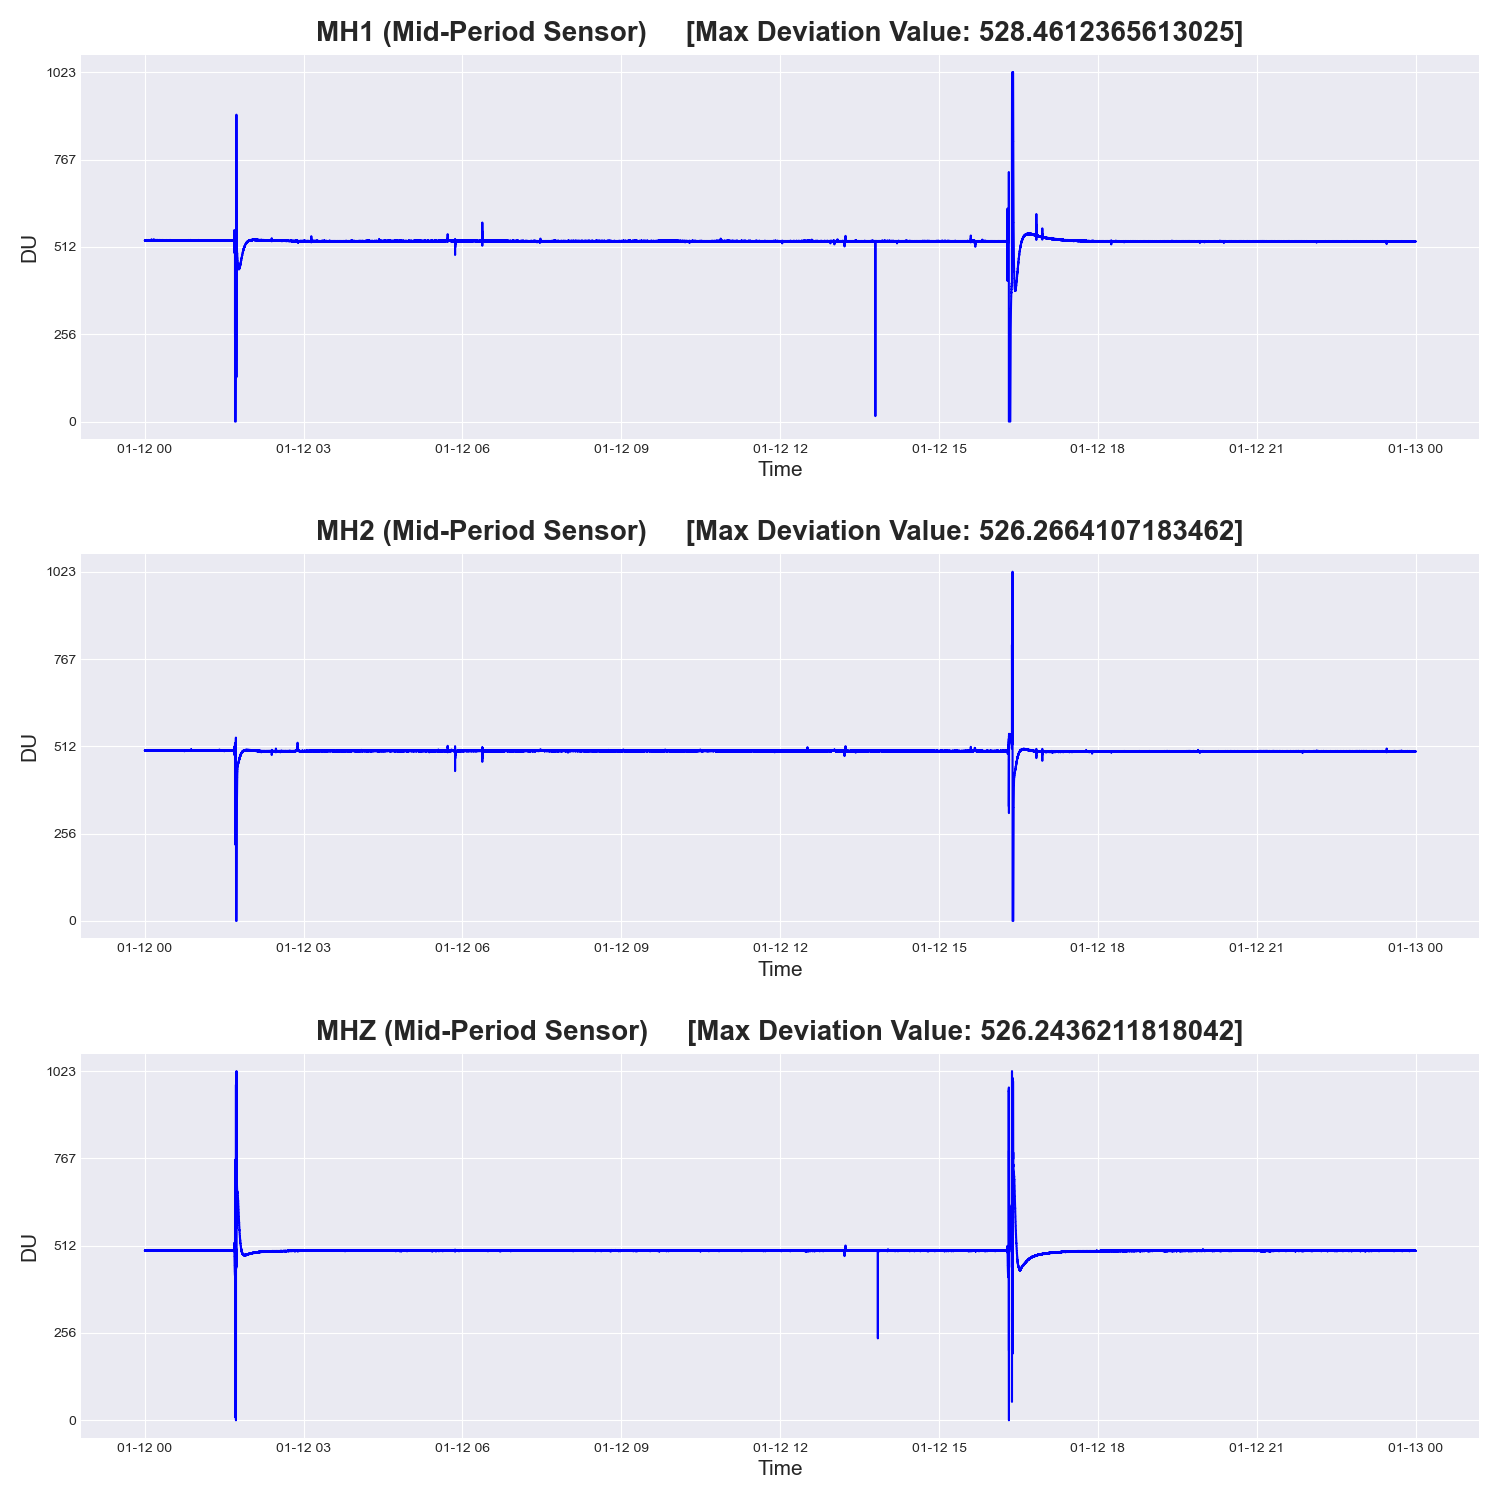 MH1 (Mid-Period Sensor) [Max Deviation Value: 528.4612365613025]
1023
767
512
256
0
DU
01-12 00 01-12 03 01-12 06 01-12 09 01-12 12 01-12 15 01-12 18 01-12 21 01-13 00
Time
MH2 (Mid-Period Sensor) [Max Deviation Value: 526.2664107183462]
1023
767
512
256
0
DU
01-12 00 01-12 03 01-12 06 01-12 09 01-12 12 01-12 15 01-12 18 01-12 21 01-13 00
Time
MHZ (Mid-Period Sensor) [Max Deviation Value: 526.2436211818042]
1023
767
512
256
0
DU
01-12 00 01-12 03 01-12 06 01-12 09 01-12 12 01-12 15 01-12 18 01-12 21 01-13 00
Time